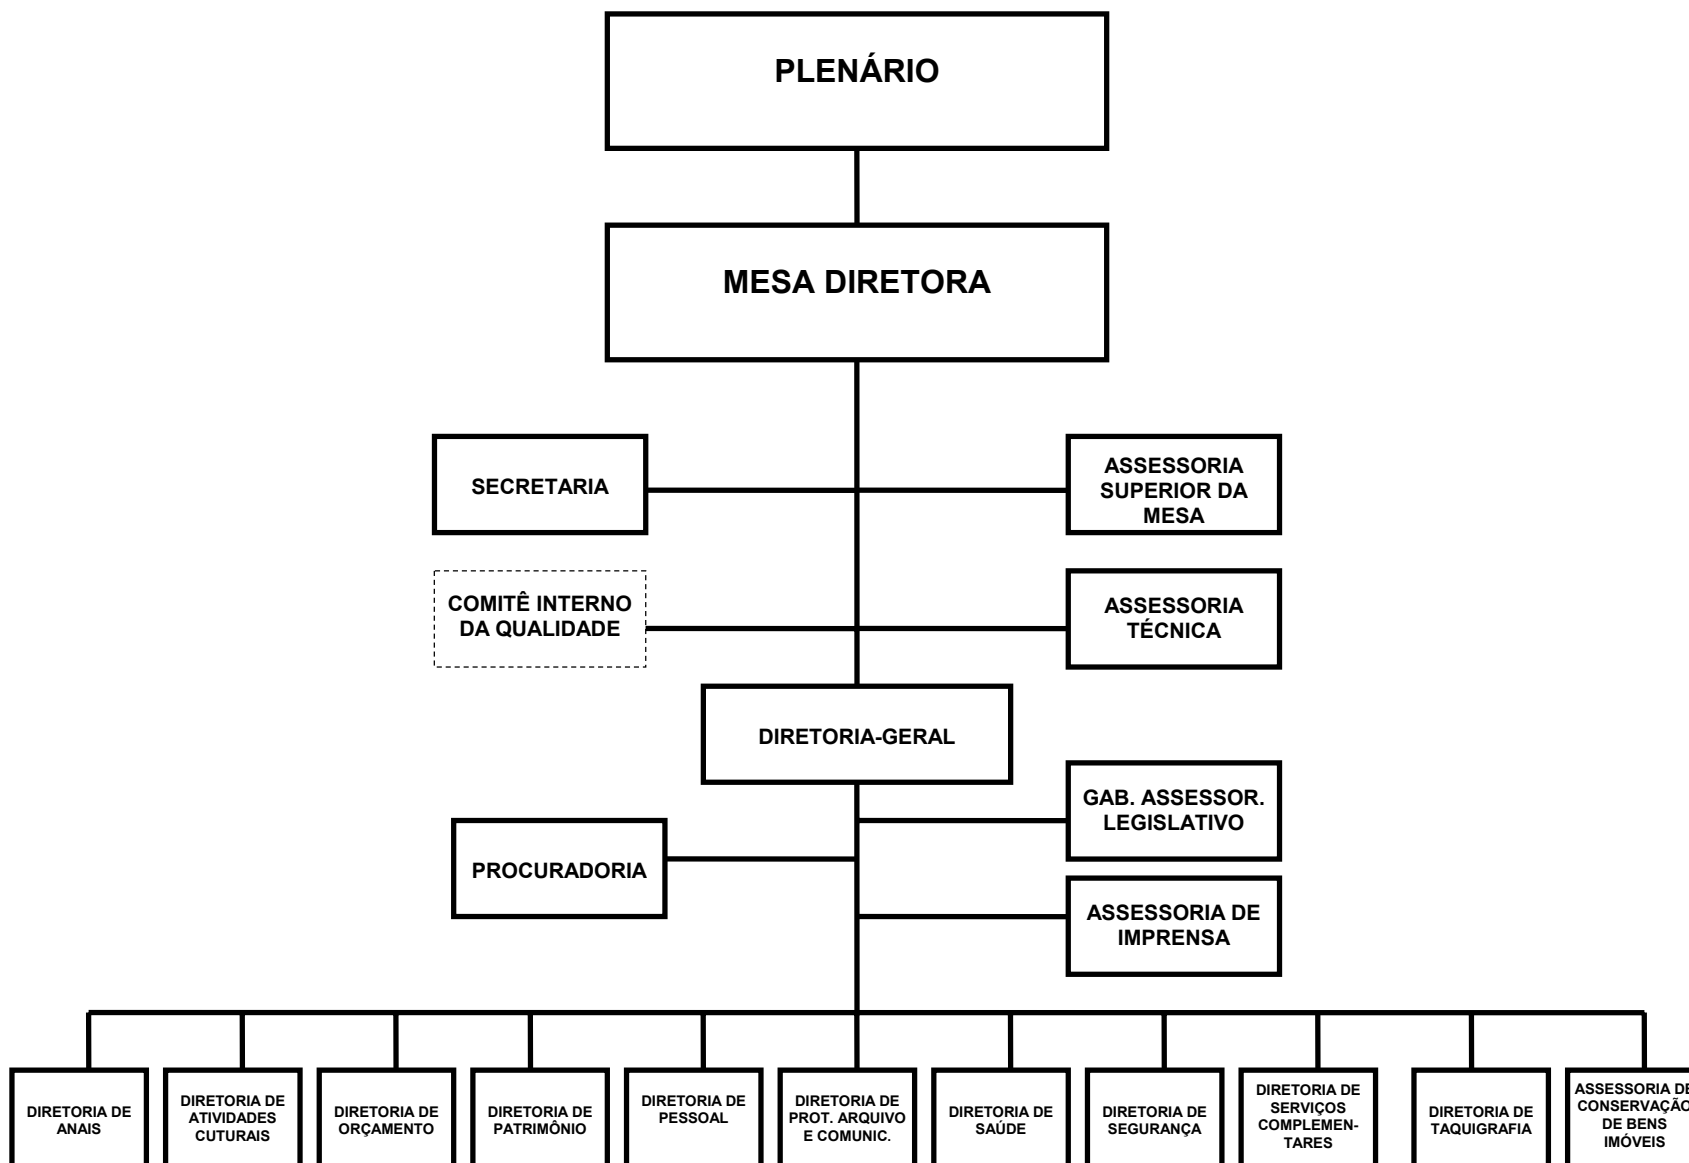 PLENÁRIO
MESA DIRETORA
SECRETARIA
ASSESSORIA
SUPERIOR DA
MESA
COMITÊ INTERNO
DA QUALIDADE
ASSESSORIA
TÉCNICA
DIRETORIA-GERAL
GAB. ASSESSOR.
LEGISLATIVO
PROCURADORIA
ASSESSORIA DE
IMPRENSA
DIRETORIA DE
ANAIS
DIRETORIA DE
ATIVIDADES
CUTURAIS
DIRETORIA DE
ORÇAMENTO
DIRETORIA DE
PATRIMÔNIO
DIRETORIA DE
PESSOAL
DIRETORIA DE
PROT. ARQUIVO
E COMUNIC.
DIRETORIA DE
SAÚDE
DIRETORIA DE
SEGURANÇA
DIRETORIA DE
SERVIÇOS
COMPLEMEN-
TARES
DIRETORIA DE
TAQUIGRAFIA
ASSESSORIA DE
CONSERVAÇÃO
DE BENS
IMÓVEIS